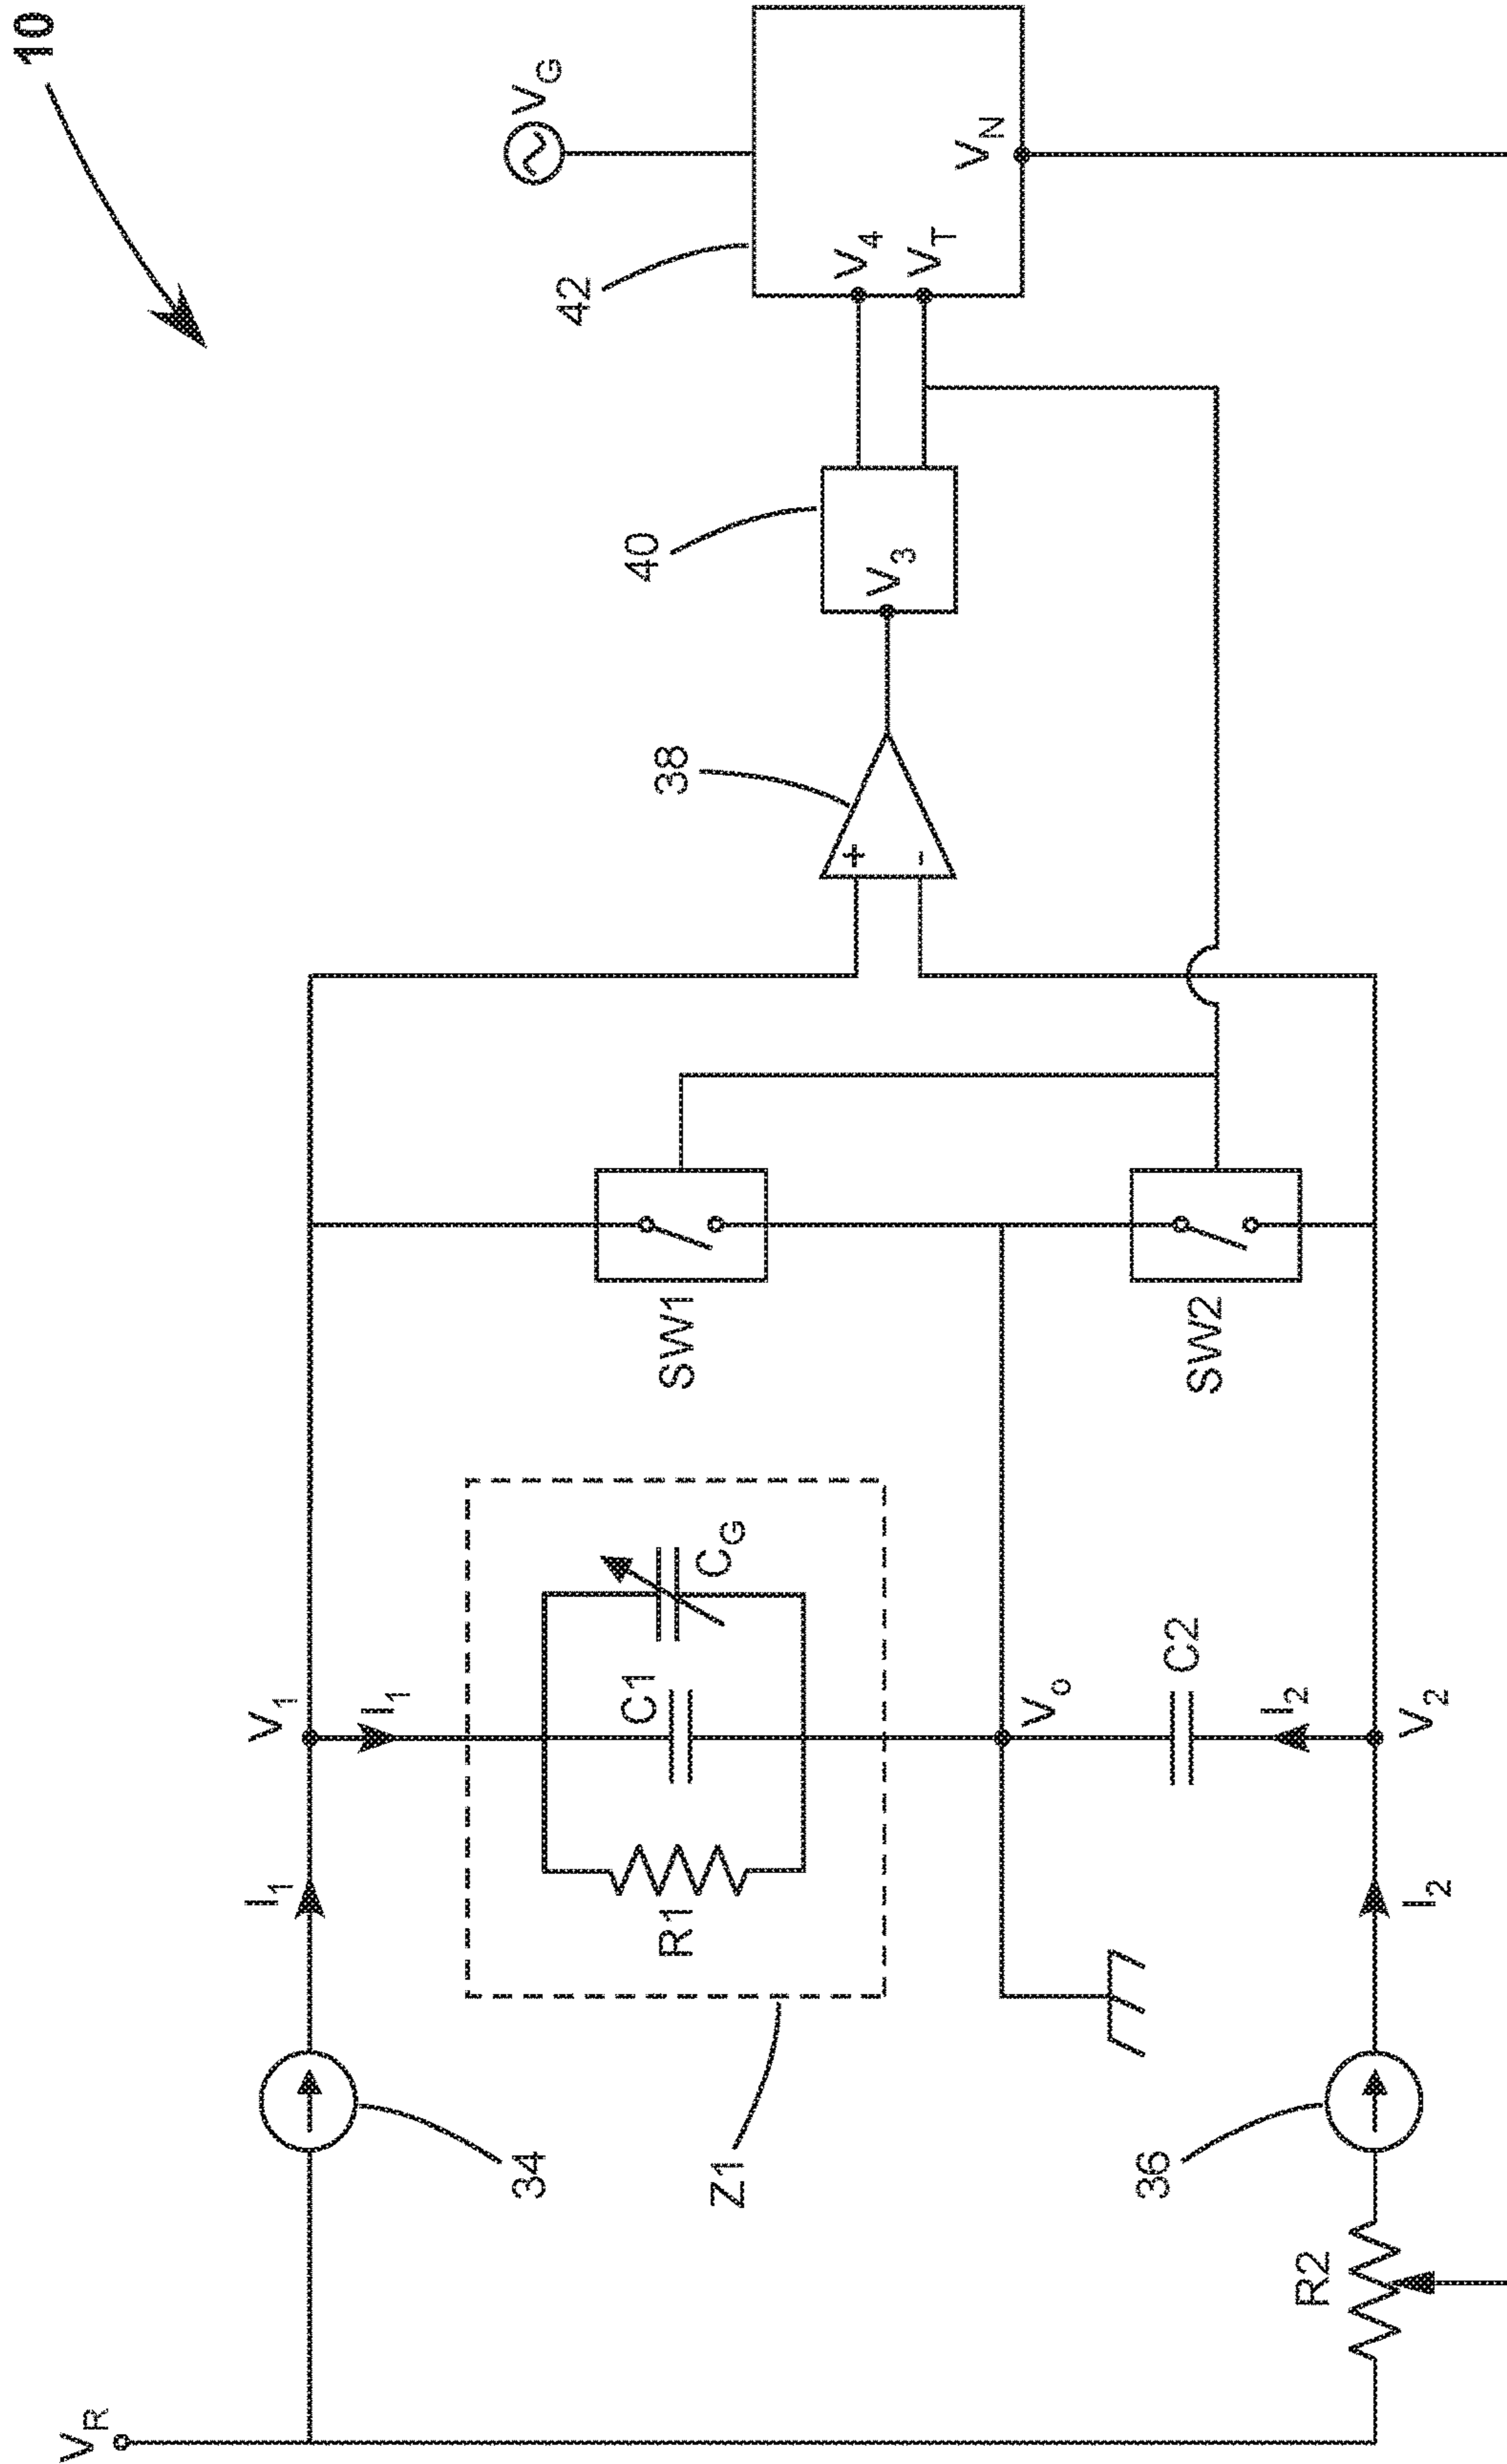 10
V_R
I_1
V_1
I_1
34
Z1
R1
C1
C_G
SW1
38
+
-
40
V_3
42
V_4
V_T
V_G
V_N
V_o
C2
SW2
I_2
R2
36
I_2
V_2